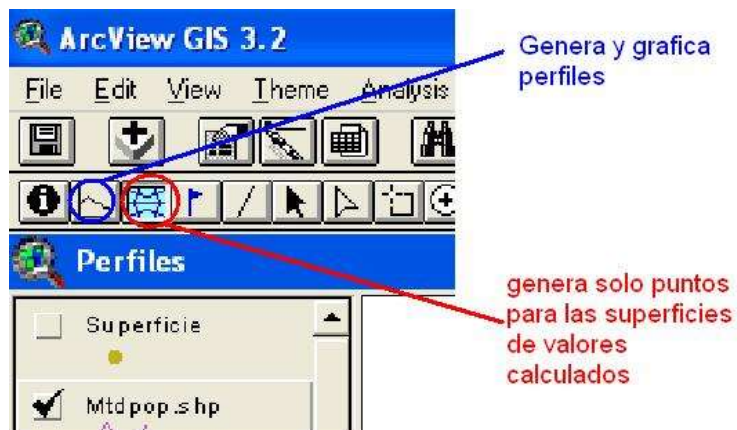 ArcView GIS 3.2
Genera y grafica
perfiles
File Edit View Theme Analysis
Perfiles
genera solo puntos
para las superficies
de valores
calculados
Superficie
Mtdpop.shp